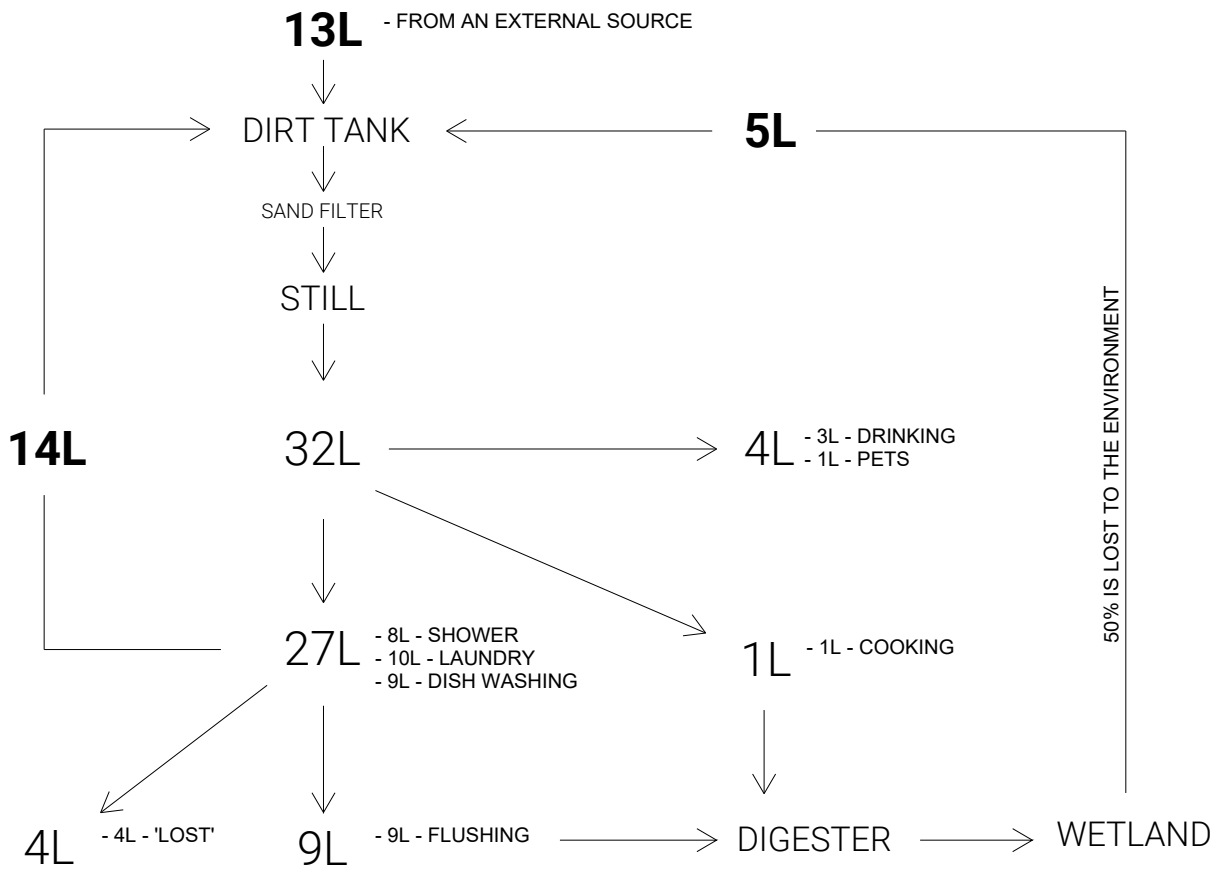 13L
- FROM AN EXTERNAL SOURCE
DIRT TANK
5L
SAND FILTER
STILL
50% IS LOST TO THE ENVIRONMENT
14L
32L
4L
- 3L - DRINKING
- 1L - PETS
27L
- 8L - SHOWER
- 10L - LAUNDRY
- 9L - DISH WASHING
1L
- 1L - COOKING
4L
- 4L - 'LOST'
9L
- 9L - FLUSHING
DIGESTER
WETLAND